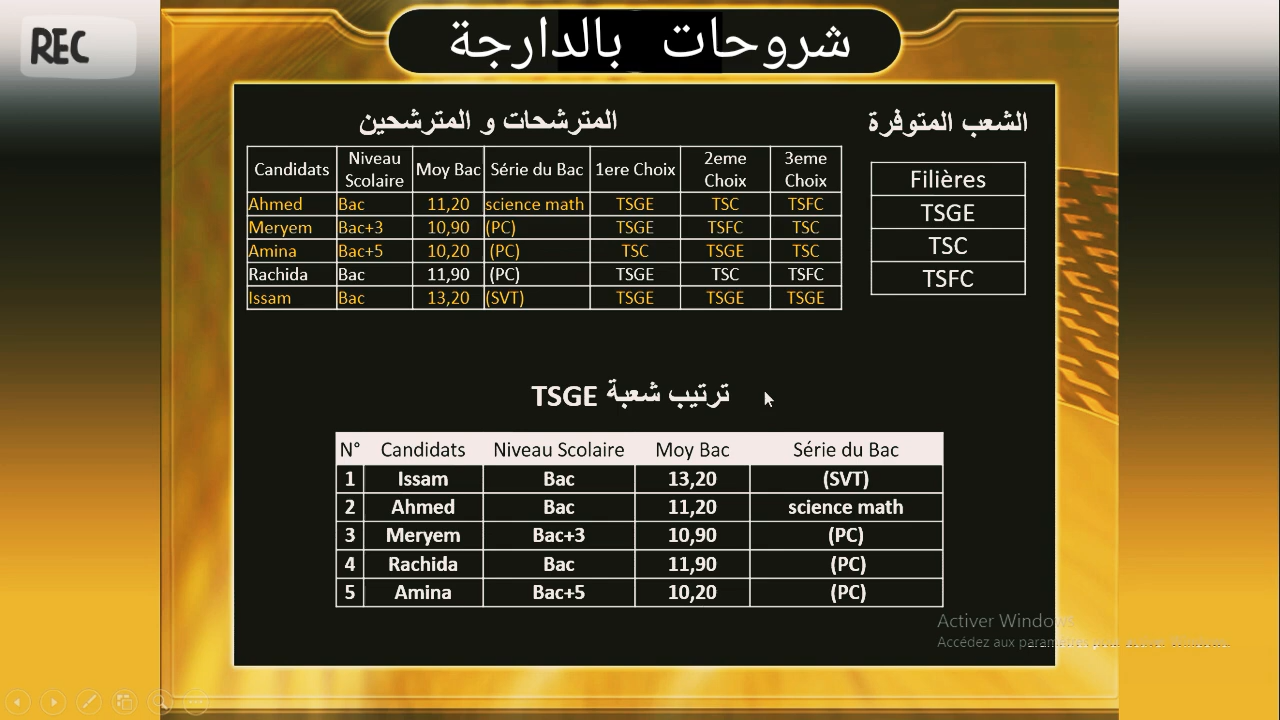 REC
شروحات بالدارجة
المترشحات و المترشحين
الشعب المتوفرة
Candidats Niveau Scolaire Moy Bac Série du Bac 1ere Choix 2eme Choix 3eme Choix
Ahmed Bac 11,20 science math TSGE TSC TSFC
Meryem Bac+3 10,90 (PC) TSGE TSFC TSC
Amina Bac+5 10,20 (PC) TSC TSGE TSC
Rachida Bac 11,90 (PC) TSGE TSC TSFC
Issam Bac 13,20 (SVT) TSGE TSGE TSGE
Filières
TSGE
TSC
TSFC
ترتيب شعبة TSGE
N° Candidats Niveau Scolaire Moy Bac Série du Bac
1 Issam Bac 13,20 (SVT)
2 Ahmed Bac 11,20 science math
3 Meryem Bac+3 10,90 (PC)
4 Rachida Bac 11,90 (PC)
5 Amina Bac+5 10,20 (PC)
Activer Windows
Accédez aux paramètres pour activer Windows.